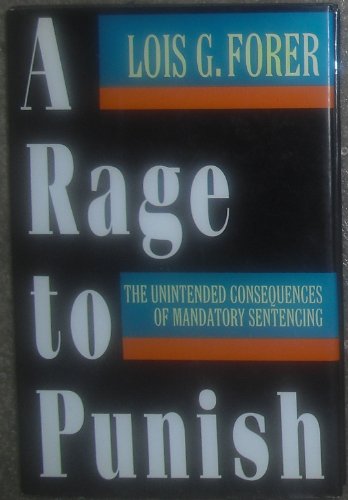 A
LOIS G. FORER
Rage
to
THE UNINTENDED CONSEQUENCES
OF MANDATORY SENTENCING
Punish